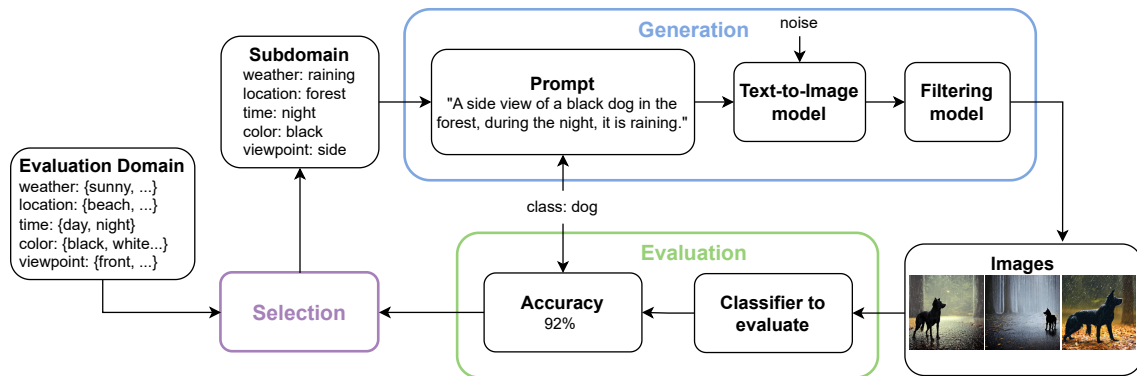 Generation
noise
Subdomain
weather: raining
location: forest
time: night
color: black
viewpoint: side
Prompt
"A side view of a black dog in the
forest, during the night, it is raining."
Text-to-Image
model
Filtering
model
Evaluation Domain
weather: {sunny, ...}
location: {beach, ...}
time: {day, night}
color: {black, white...}
viewpoint: {front, ...}
class: dog
Evaluation
Selection
Accuracy
92%
Classifier to
evaluate
Images